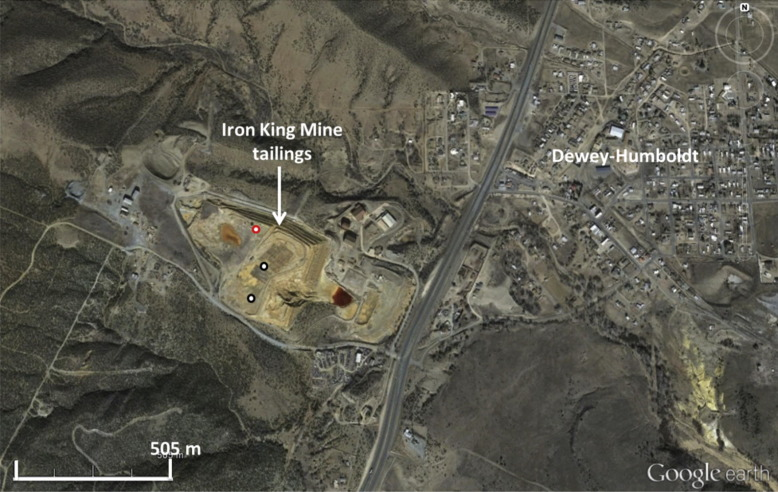 N
Iron King Mine
tailings
Dewey-Humboldt
505 m
Google earth